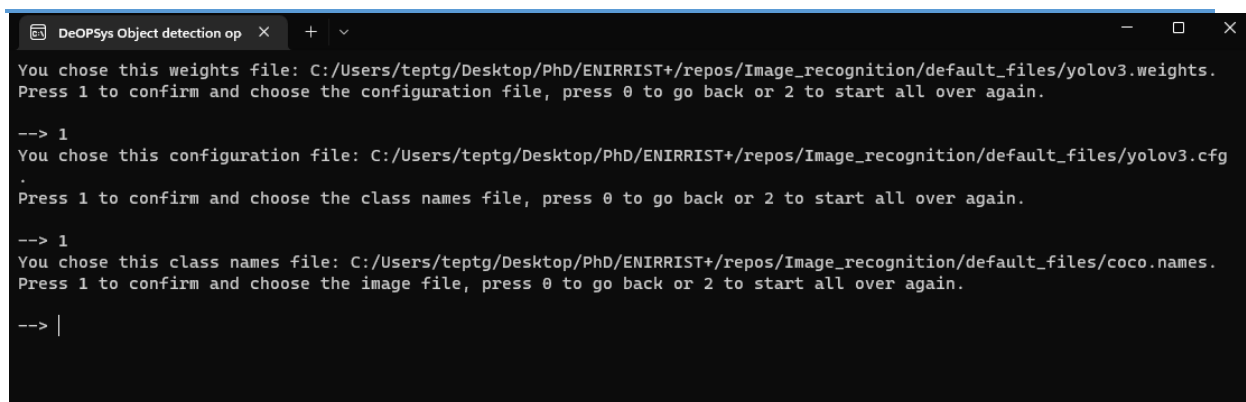 DeOPSys Object detection op
You chose this weights file: C:/Users/teptg/Desktop/PhD/ENIRRIST+/repos/Image_recognition/default_files/yolov3.weights.
Press 1 to confirm and choose the configuration file, press 0 to go back or 2 to start all over again.
--> 1
You chose this configuration file: C:/Users/teptg/Desktop/PhD/ENIRRIST+/repos/Image_recognition/default_files/yolov3.cfg
.
Press 1 to confirm and choose the class names file, press 0 to go back or 2 to start all over again.
--> 1
You chose this class names file: C:/Users/teptg/Desktop/PhD/ENIRRIST+/repos/Image_recognition/default_files/coco.names.
Press 1 to confirm and choose the image file, press 0 to go back or 2 to start all over again.
-->